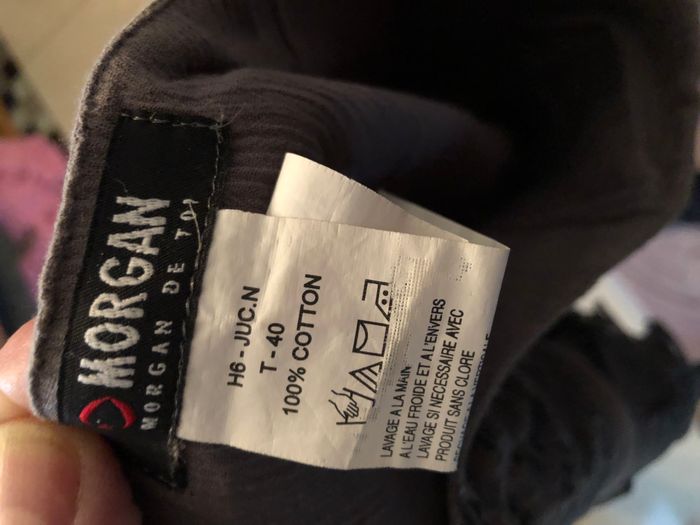 MORGAN
MORGAN DE TOI
H6 - JUC.N
T - 40
100% COTTON
LAVAGE A LA MAIN
A L'EAU FROIDE ET A L'ENVERS
LAVAGE SI NECESSAIRE AVEC
PRODUIT SANS CLORE